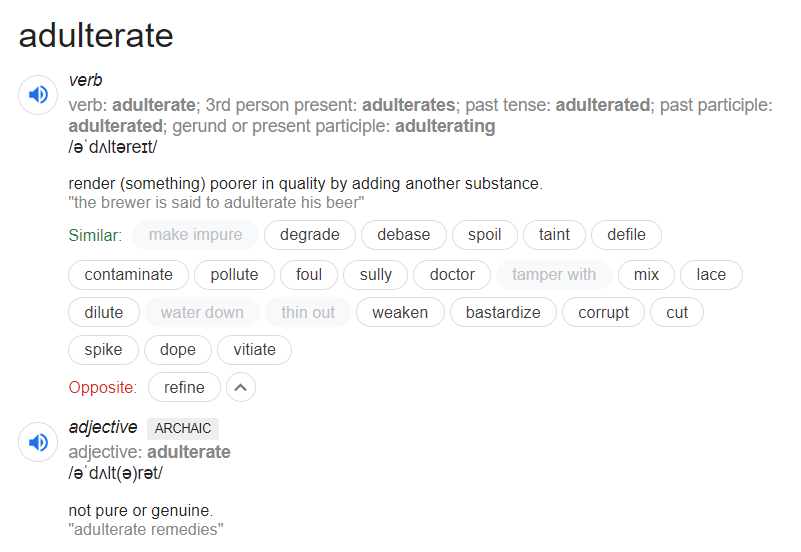 adulterate
verb
verb: adulterate; 3rd person present: adulterates; past tense: adulterated; past participle:
adulterated; gerund or present participle: adulterating
/əˈdʌltəreɪt/
render (something) poorer in quality by adding another substance.
"the brewer is said to adulterate his beer"
Similar: make impure degrade debase spoil taint defile
contaminate pollute foul sully doctor tamper with mix lace
dilute water down thin out weaken bastardize corrupt cut
spike dope vitiate
Opposite: refine
adjective ARCHAIC
adjective: adulterate
/əˈdʌlt(ə)rət/
not pure or genuine.
"adulterate remedies"